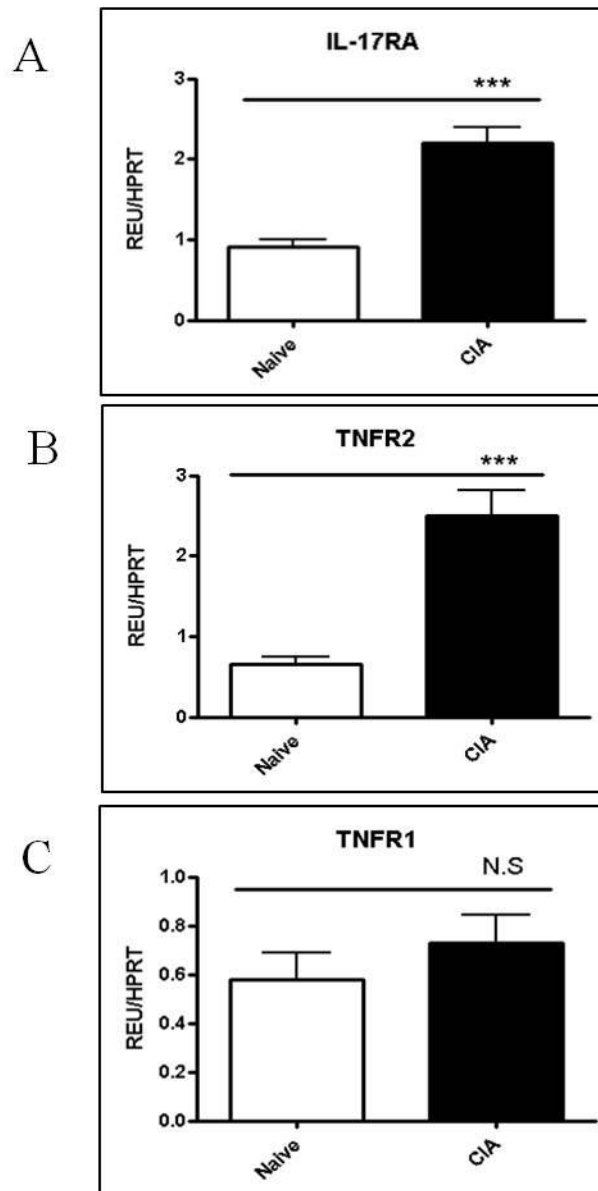 A
IL-17RA
***
3
2
1
0
REU/HPRT
Naive
CIA
B
TNFR2
***
3
2
1
0
REU/HPRT
Naive
CIA
C
TNFR1
N.S
1.0
0.8
0.6
0.4
0.2
0.0
REU/HPRT
Naive
CIA